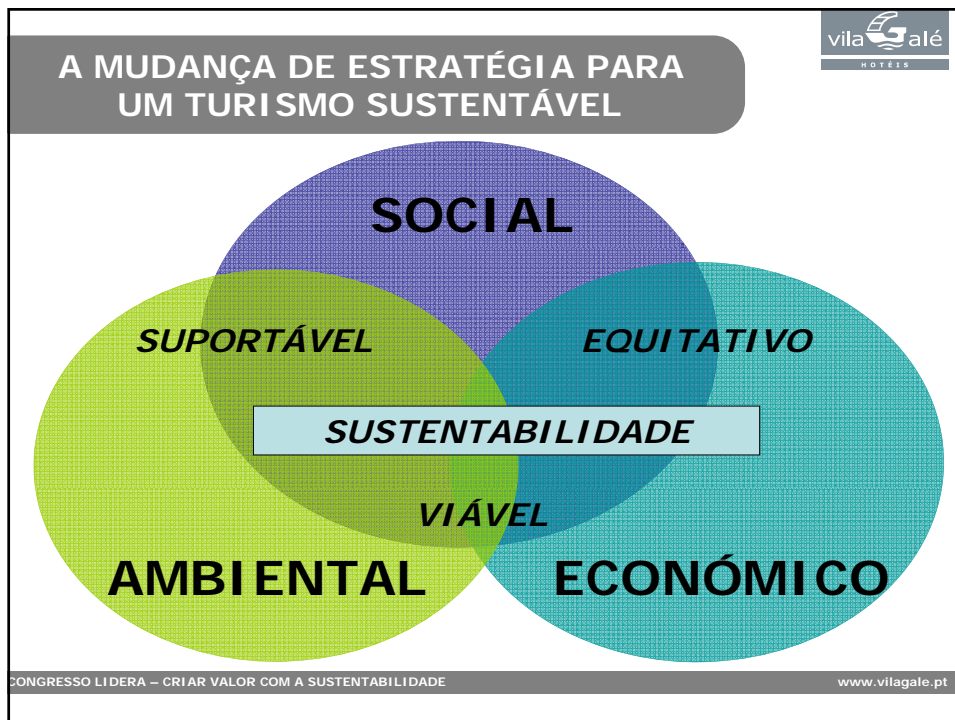 vila Galé
HOTÉIS
A MUDANÇA DE ESTRATÉGIA PARA
UM TURISMO SUSTENTÁVEL
SOCIAL
SUPORTÁVEL
EQUITATIVO
SUSTENTABILIDADE
VIÁVEL
AMBIENTAL
ECONÓMICO
CONGRESSO LIDERA – CRIAR VALOR COM A SUSTENTABILIDADE
www.vilagale.pt